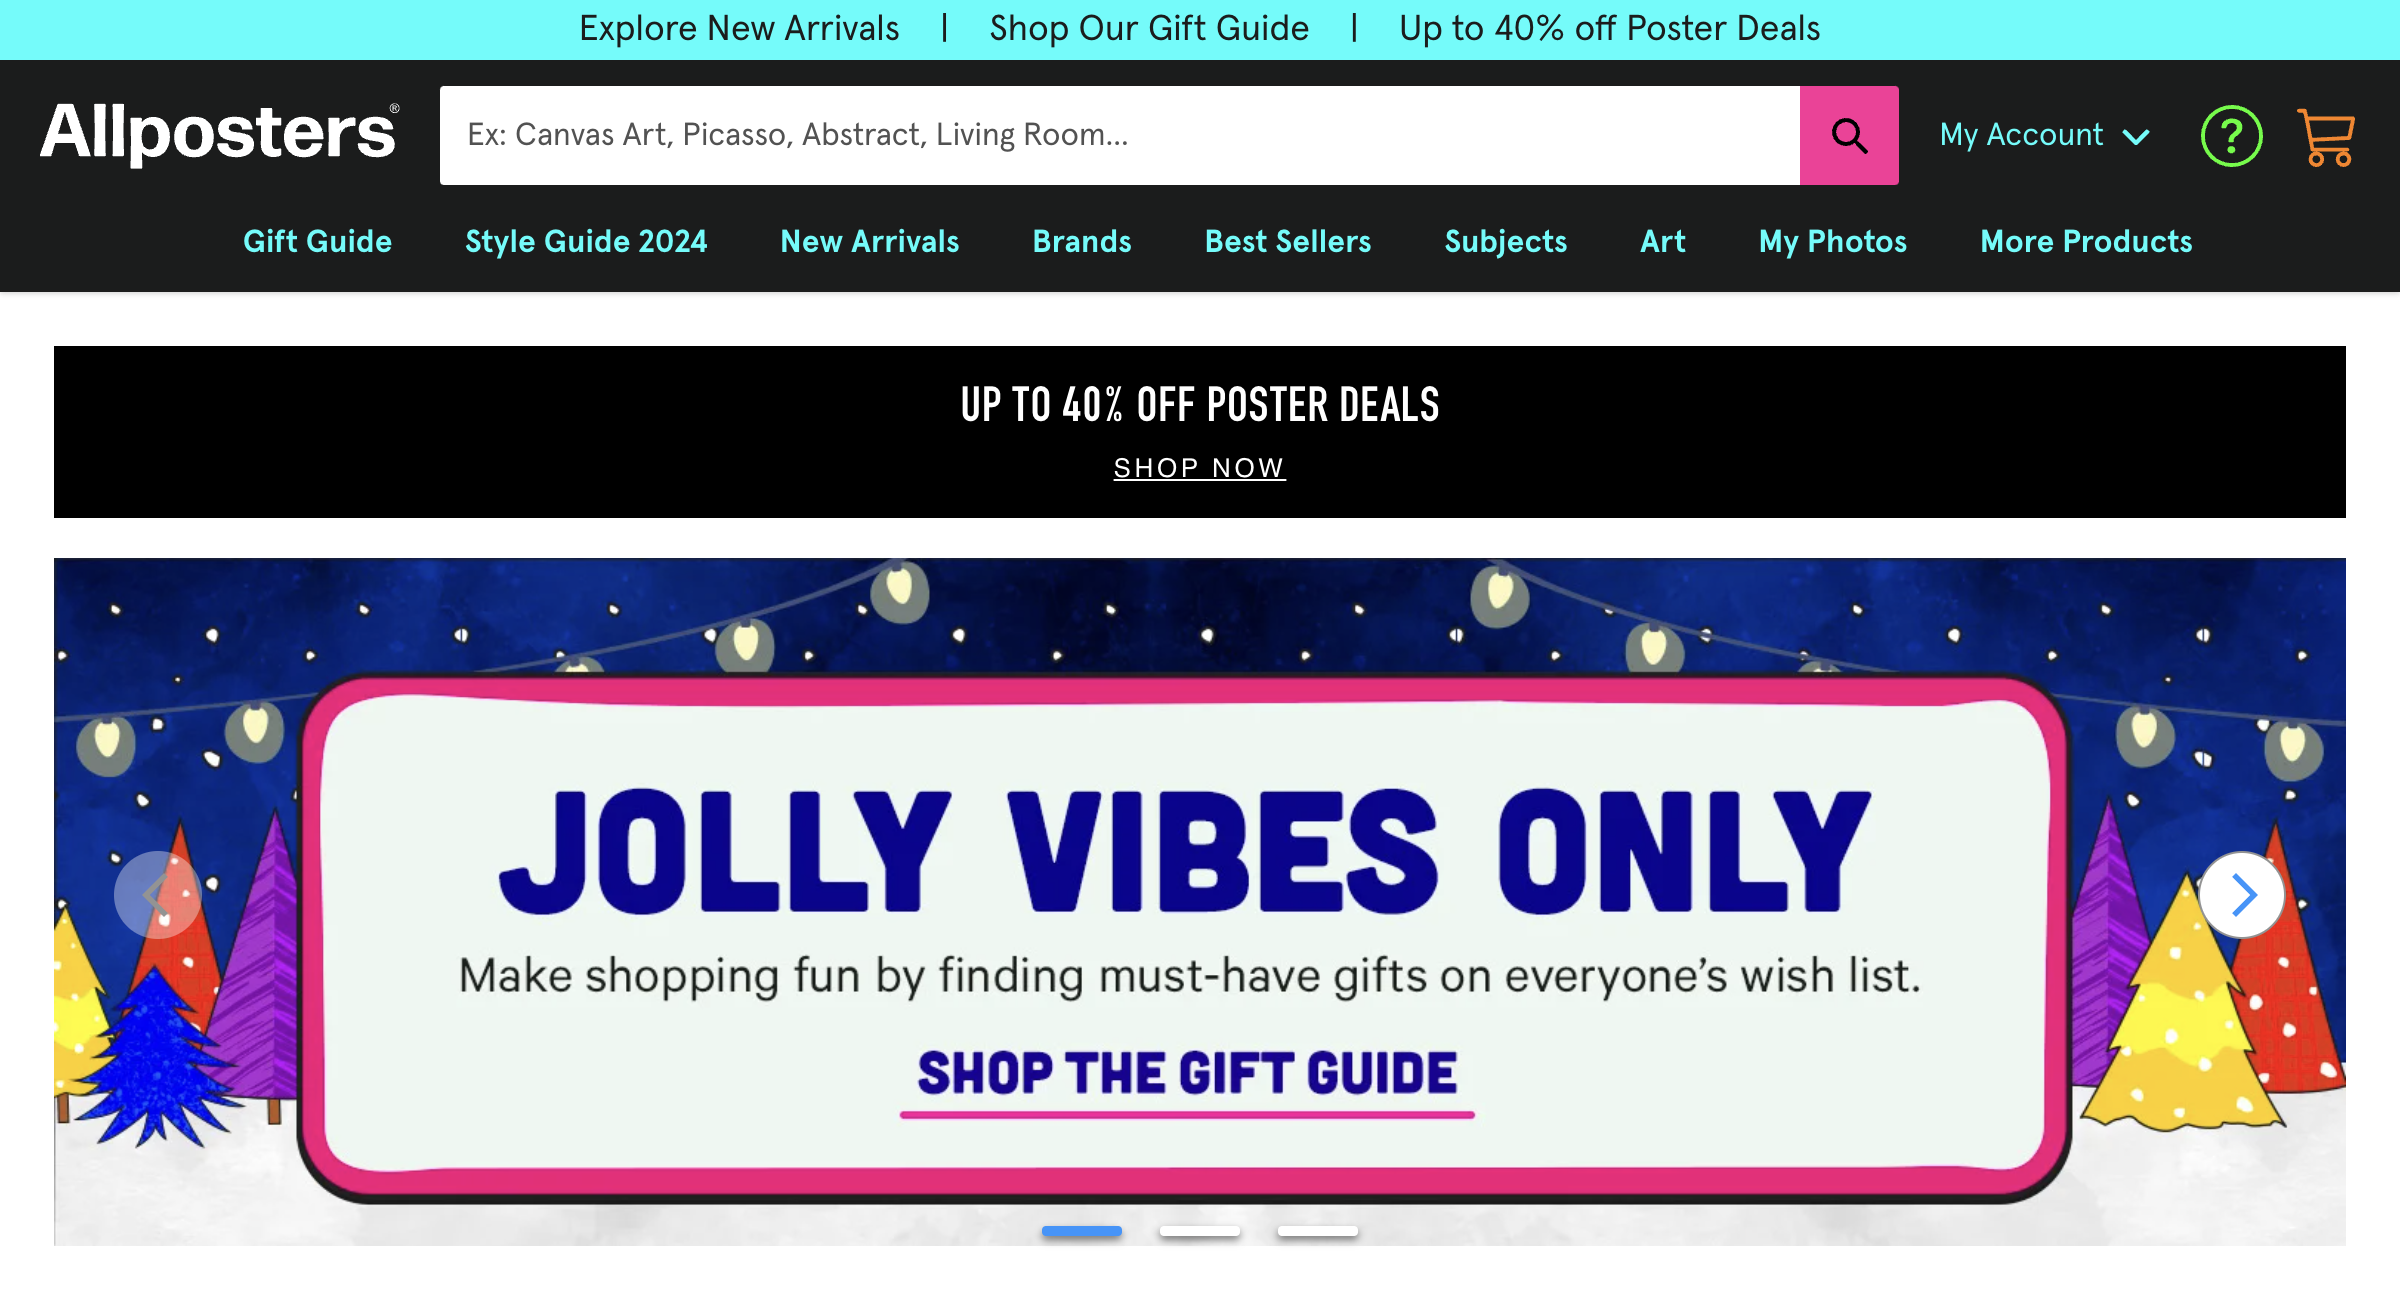 Explore New Arrivals | Shop Our Gift Guide | Up to 40% off Poster Deals
Allposters®
Ex: Canvas Art, Picasso, Abstract, Living Room...
My Account
?
Gift Guide Style Guide 2024 New Arrivals Brands Best Sellers Subjects Art My Photos More Products
UP TO 40% OFF POSTER DEALS
SHOP NOW
JOLLY VIBES ONLY
Make shopping fun by finding must-have gifts on everyone’s wish list.
SHOP THE GIFT GUIDE